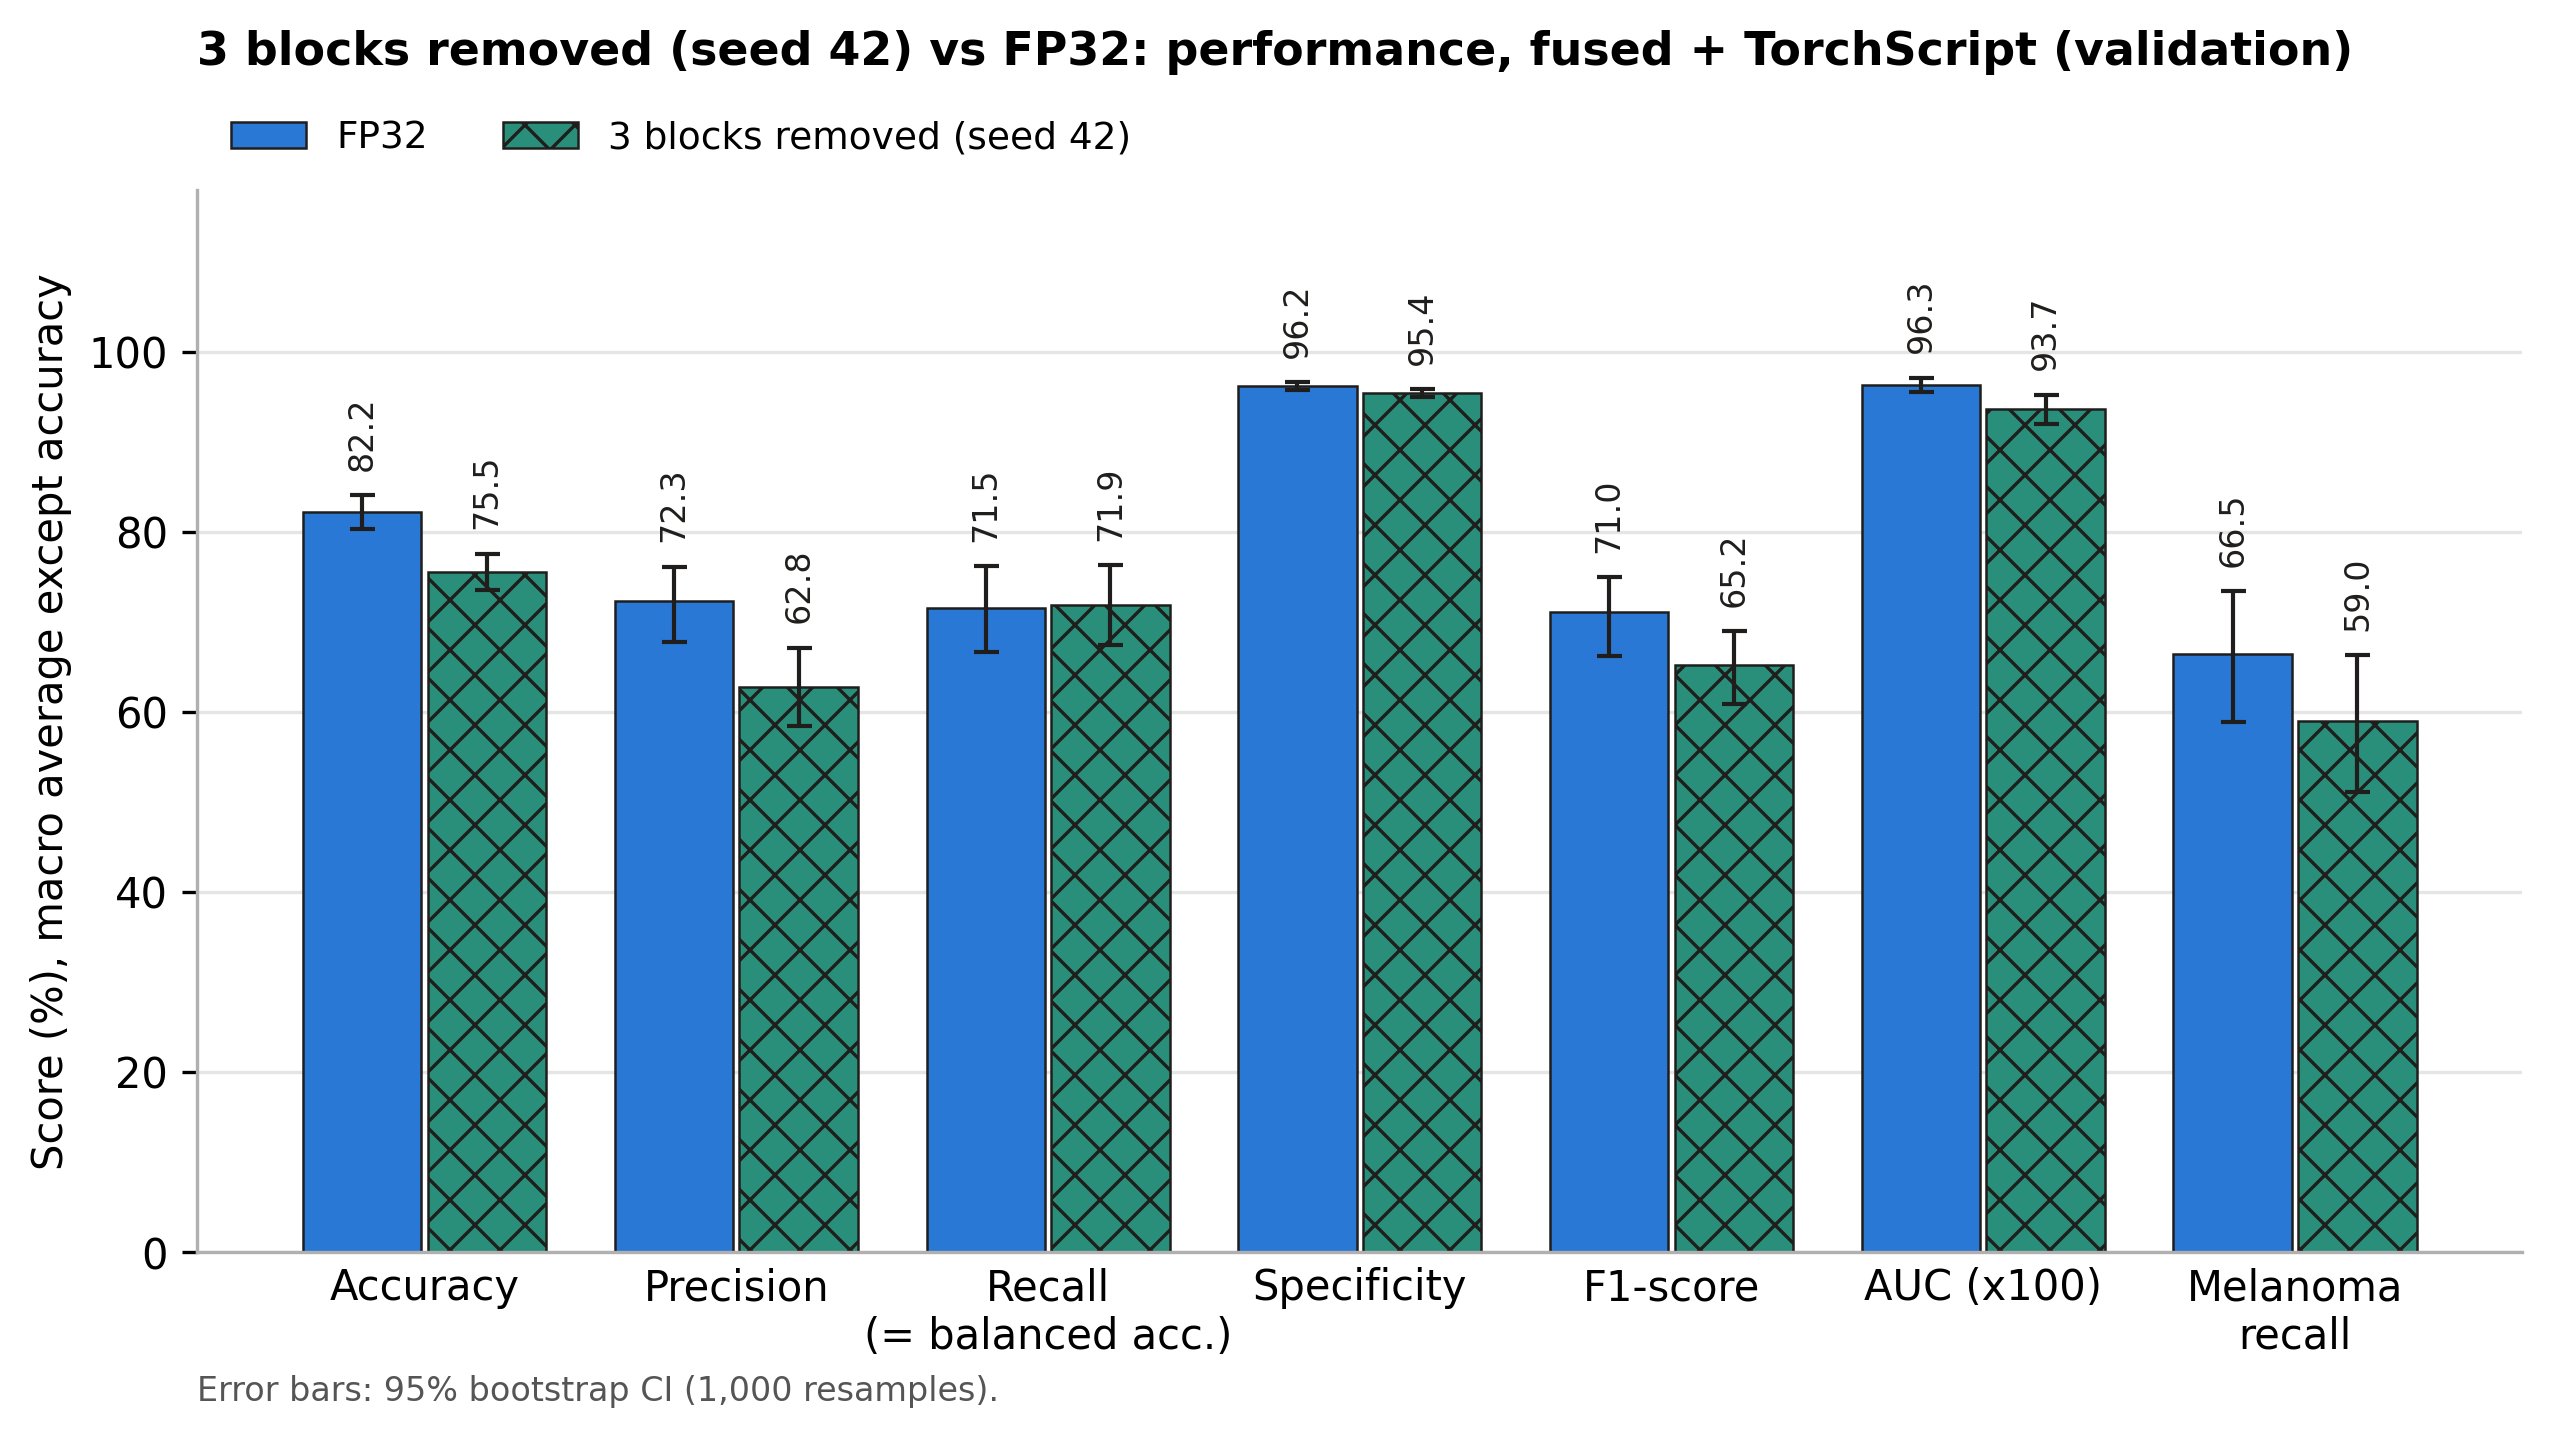 3 blocks removed (seed 42) vs FP32: performance, fused + TorchScript (validation)
FP32
3 blocks removed (seed 42)
Score (%), macro average except accuracy
100
80
60
40
20
0
82.2
75.5
72.3
62.8
71.5
71.9
96.2
95.4
71.0
65.2
96.3
93.7
66.5
59.0
Accuracy
Precision
Recall
(= balanced acc.)
Specificity
F1-score
AUC (x100)
Melanoma
recall
Error bars: 95% bootstrap CI (1,000 resamples).